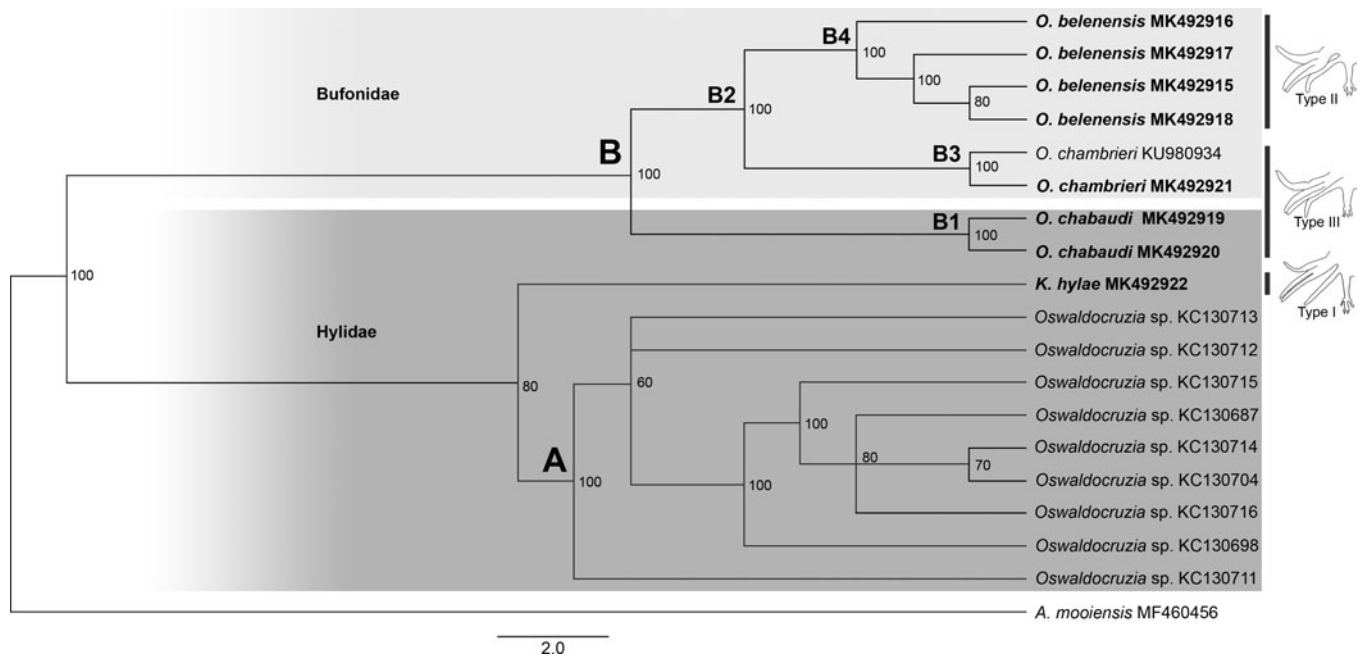 O. belenensis MK492916
B4
100
O. belenensis MK492917
100
Bufonidae
O. belenensis MK492915
B2
80
Type II
100
O. belenensis MK492918
B
B3
O. chambrieri KU980934
100
100
O. chambrieri MK492921
B1
O. chabaudi MK492919
Type III
100
O. chabaudi MK492920
100
K. hylae MK492922
Type I
Hylidae
Oswaldocruzia sp. KC130713
Oswaldocruzia sp. KC130712
80
60
Oswaldocruzia sp. KC130715
100
Oswaldocruzia sp. KC130687
A
Oswaldocruzia sp. KC130714
80
70
100
100
Oswaldocruzia sp. KC130704
Oswaldocruzia sp. KC130716
Oswaldocruzia sp. KC130698
Oswaldocruzia sp. KC130711
A. mooiensis MF460456
2.0